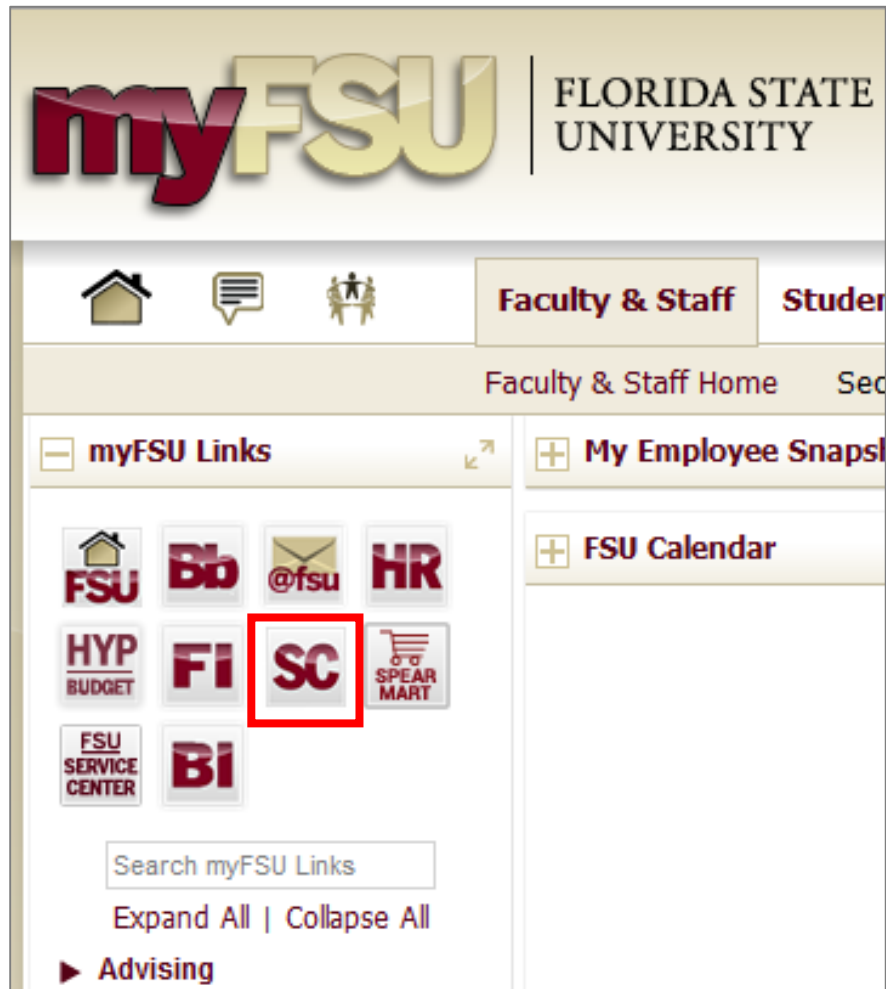 myFSU
FLORIDA STATE
UNIVERSITY
Faculty & Staff
Faculty & Staff Home
myFSU Links
My Employee
FSU Calendar
FSU
Bb
@fsu
HR
HYP
BUDGET
FI
SC
SPEAR
MART
FSU
SERVICE
CENTER
BI
Search myFSU Links
Expand All | Collapse All
Advising